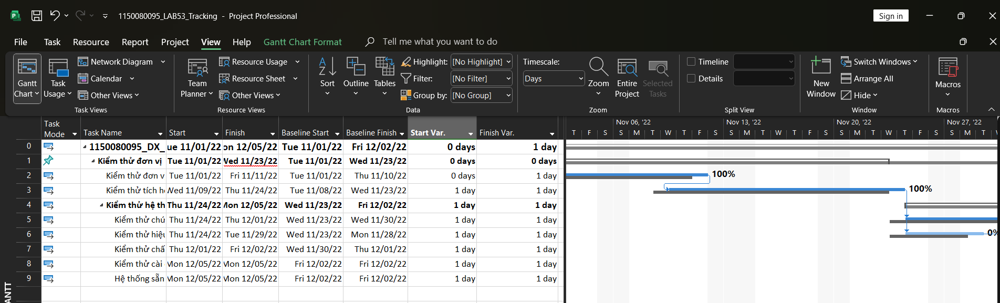 1150080095_LAB53_Tracking - Project Professional
Sign in
File Task Resource Report Project View Help Gantt Chart Format Tell me what you want to do
Gantt Chart
Task Usage
Network Diagram
Calendar
Other Views
Task Views
Team Planner
Resource Usage
Resource Sheet
Other Views
Resource Views
Sort
Outline
Tables
Highlight: [No Highlight]
Filter: [No Filter]
Group by: [No Group]
Data
Timescale:
Days
Zoom
Entire Project
Selected Tasks
Zoom
Timeline
Details
Split View
New Window
Switch Windows
Arrange All
Hide
Window
Macros
Macros
Task Mode Task Name Start Finish Baseline Start Baseline Finish Start Var. Finish Var.
Nov 06, '22 Nov 13, '22 Nov 20, '22 Nov 27, '22
T F S S M T W T F S S M T W T F S S M T W T F S S M T W
0 1150080095_DX_ ue 11/01/22 on 12/05/22 Tue 11/01/22 Fri 12/02/22 0 days 1 day
1 Kiểm thử đơn vị Tue 11/01/22 Wed 11/23/22 Tue 11/01/22 Wed 11/23/22 0 days 0 days
2 Kiểm thử đơn v Tue 11/01/22 Fri 11/11/22 Tue 11/01/22 Thu 11/10/22 0 days 1 day
100%
3 Kiểm thử tích h Wed 11/09/22 Thu 11/24/22 Tue 11/08/22 Wed 11/23/22 1 day 1 day
100%
4 Kiểm thử hệ th Thu 11/24/22 Mon 12/05/22 Wed 11/23/22 Fri 12/02/22 1 day 1 day
5 Kiểm thử chứ Thu 11/24/22 Thu 12/01/22 Wed 11/23/22 Wed 11/30/22 1 day 1 day
6 Kiểm thử hiệu Thu 11/24/22 Tue 11/29/22 Wed 11/23/22 Mon 11/28/22 1 day 1 day
0%
7 Kiểm thử chấ Thu 12/01/22 Fri 12/02/22 Wed 11/30/22 Thu 12/01/22 1 day 1 day
8 Kiểm thử cài Mon 12/05/22 Mon 12/05/22 Fri 12/02/22 Fri 12/02/22 1 day 1 day
9 Hệ thống sẵn Mon 12/05/22 Mon 12/05/22 Fri 12/02/22 Fri 12/02/22 1 day 1 day
ANTT